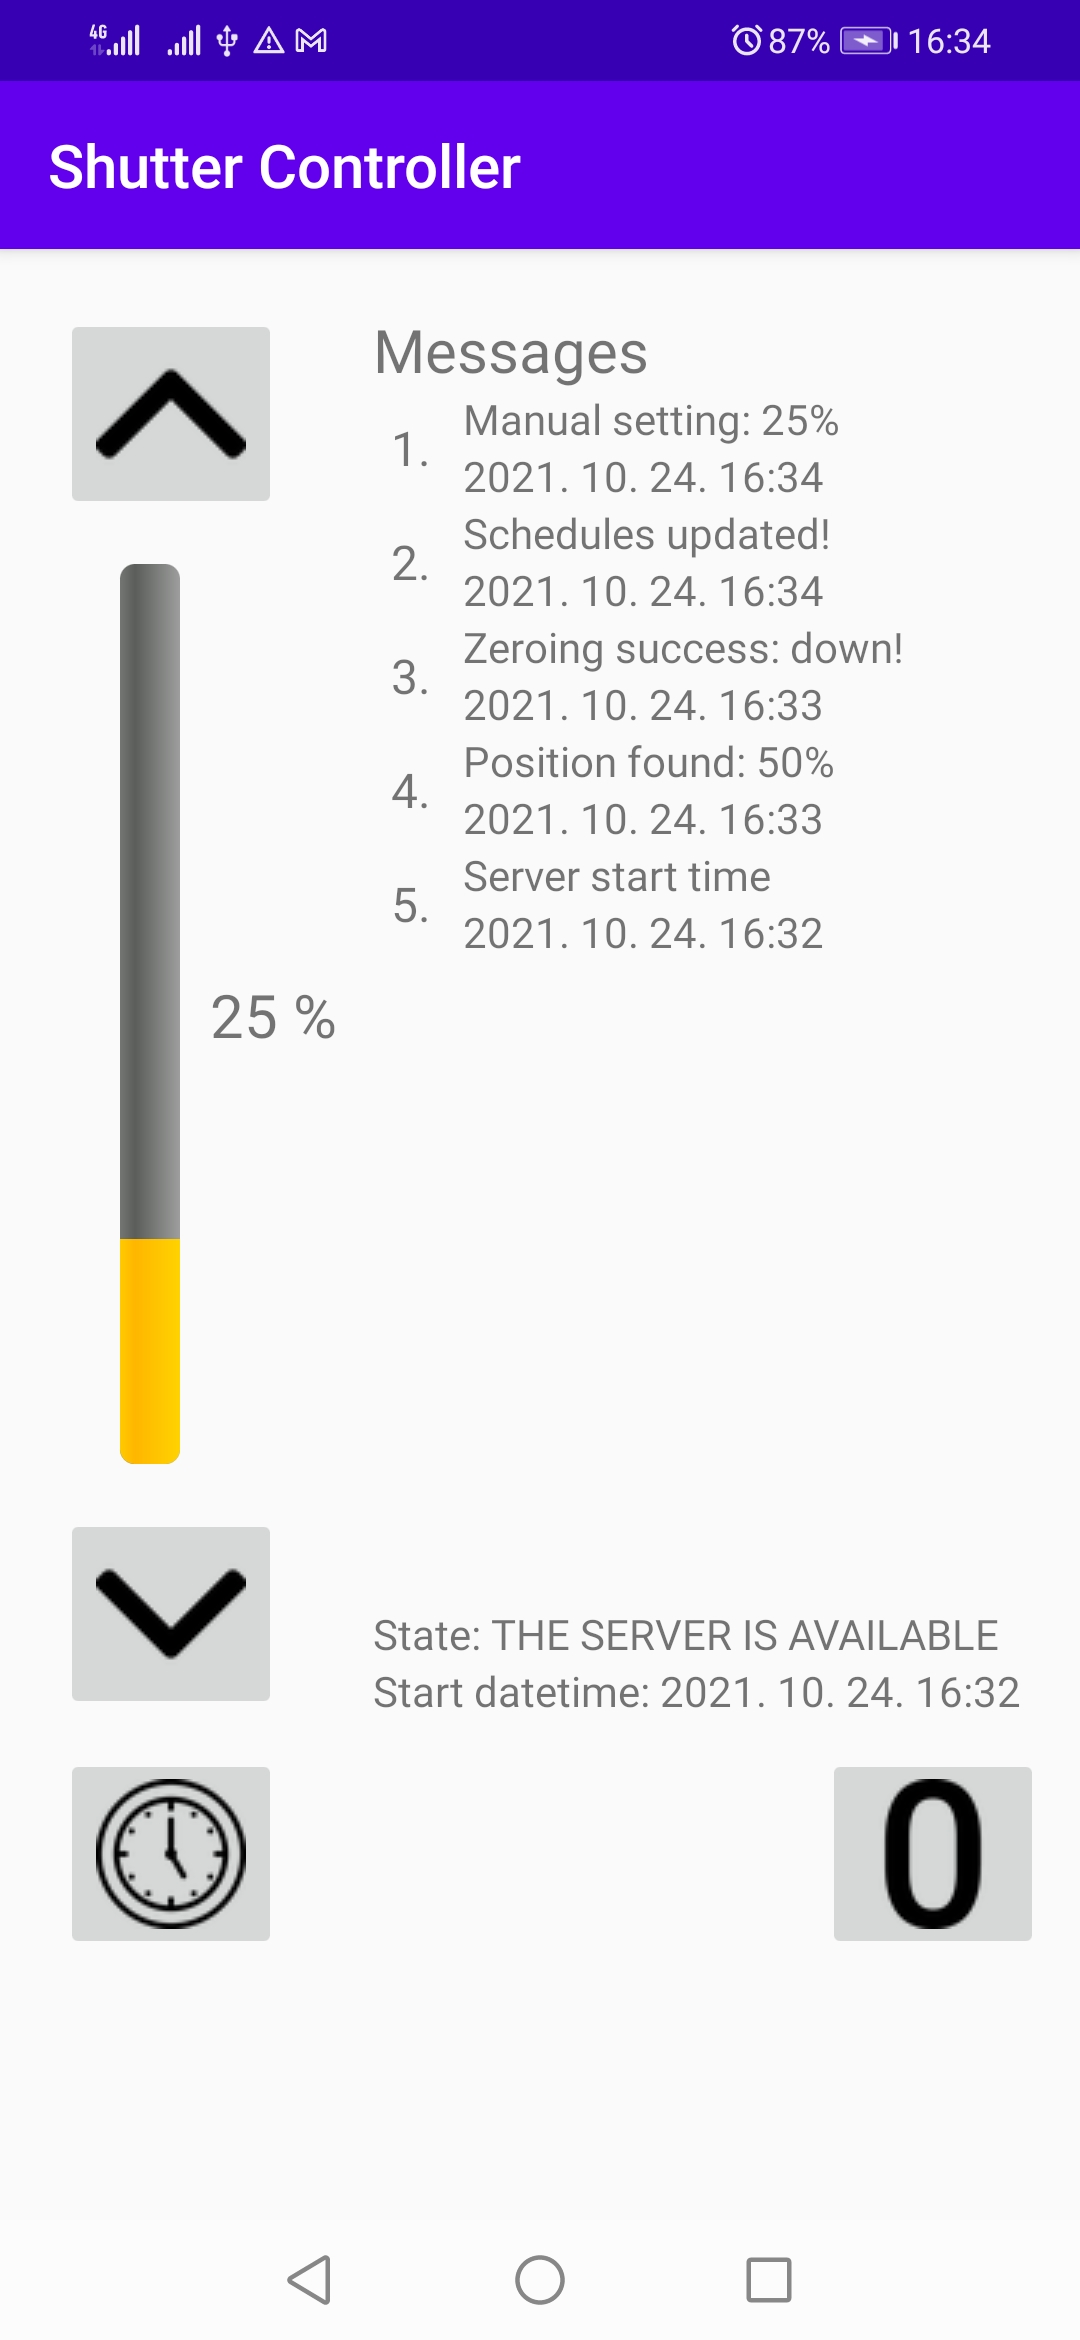 4G 87% 16:34
Shutter Controller
Messages
1. Manual setting: 25%
2021. 10. 24. 16:34
2. Schedules updated!
2021. 10. 24. 16:34
3. Zeroing success: down!
2021. 10. 24. 16:33
4. Position found: 50%
2021. 10. 24. 16:33
5. Server start time
2021. 10. 24. 16:32
25 %
State: THE SERVER IS AVAILABLE
Start datetime: 2021. 10. 24. 16:32
0